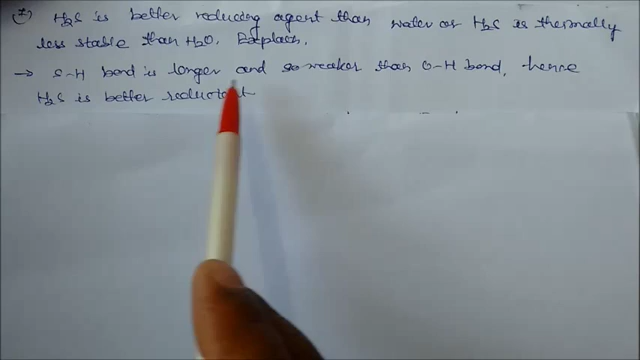 H₂S is better reducing agent than water or H₂S is thermally
less stable than H₂O. Explain.
→ S-H bond is longer and so weaker than O-H bond, hence
H₂S is better reductant